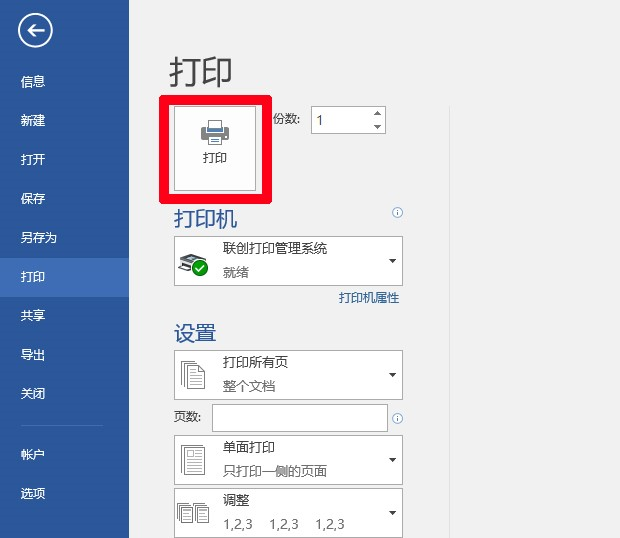 信息
新建
打开
保存
另存为
打印
共享
导出
关闭
帐户
选项
打印
打印
份数: 1
打印机
联创打印管理系统
就绪
打印机属性
设置
打印所有页
整个文档
页数:
单面打印
只打印一侧的页面
调整
1,2,3 1,2,3 1,2,3